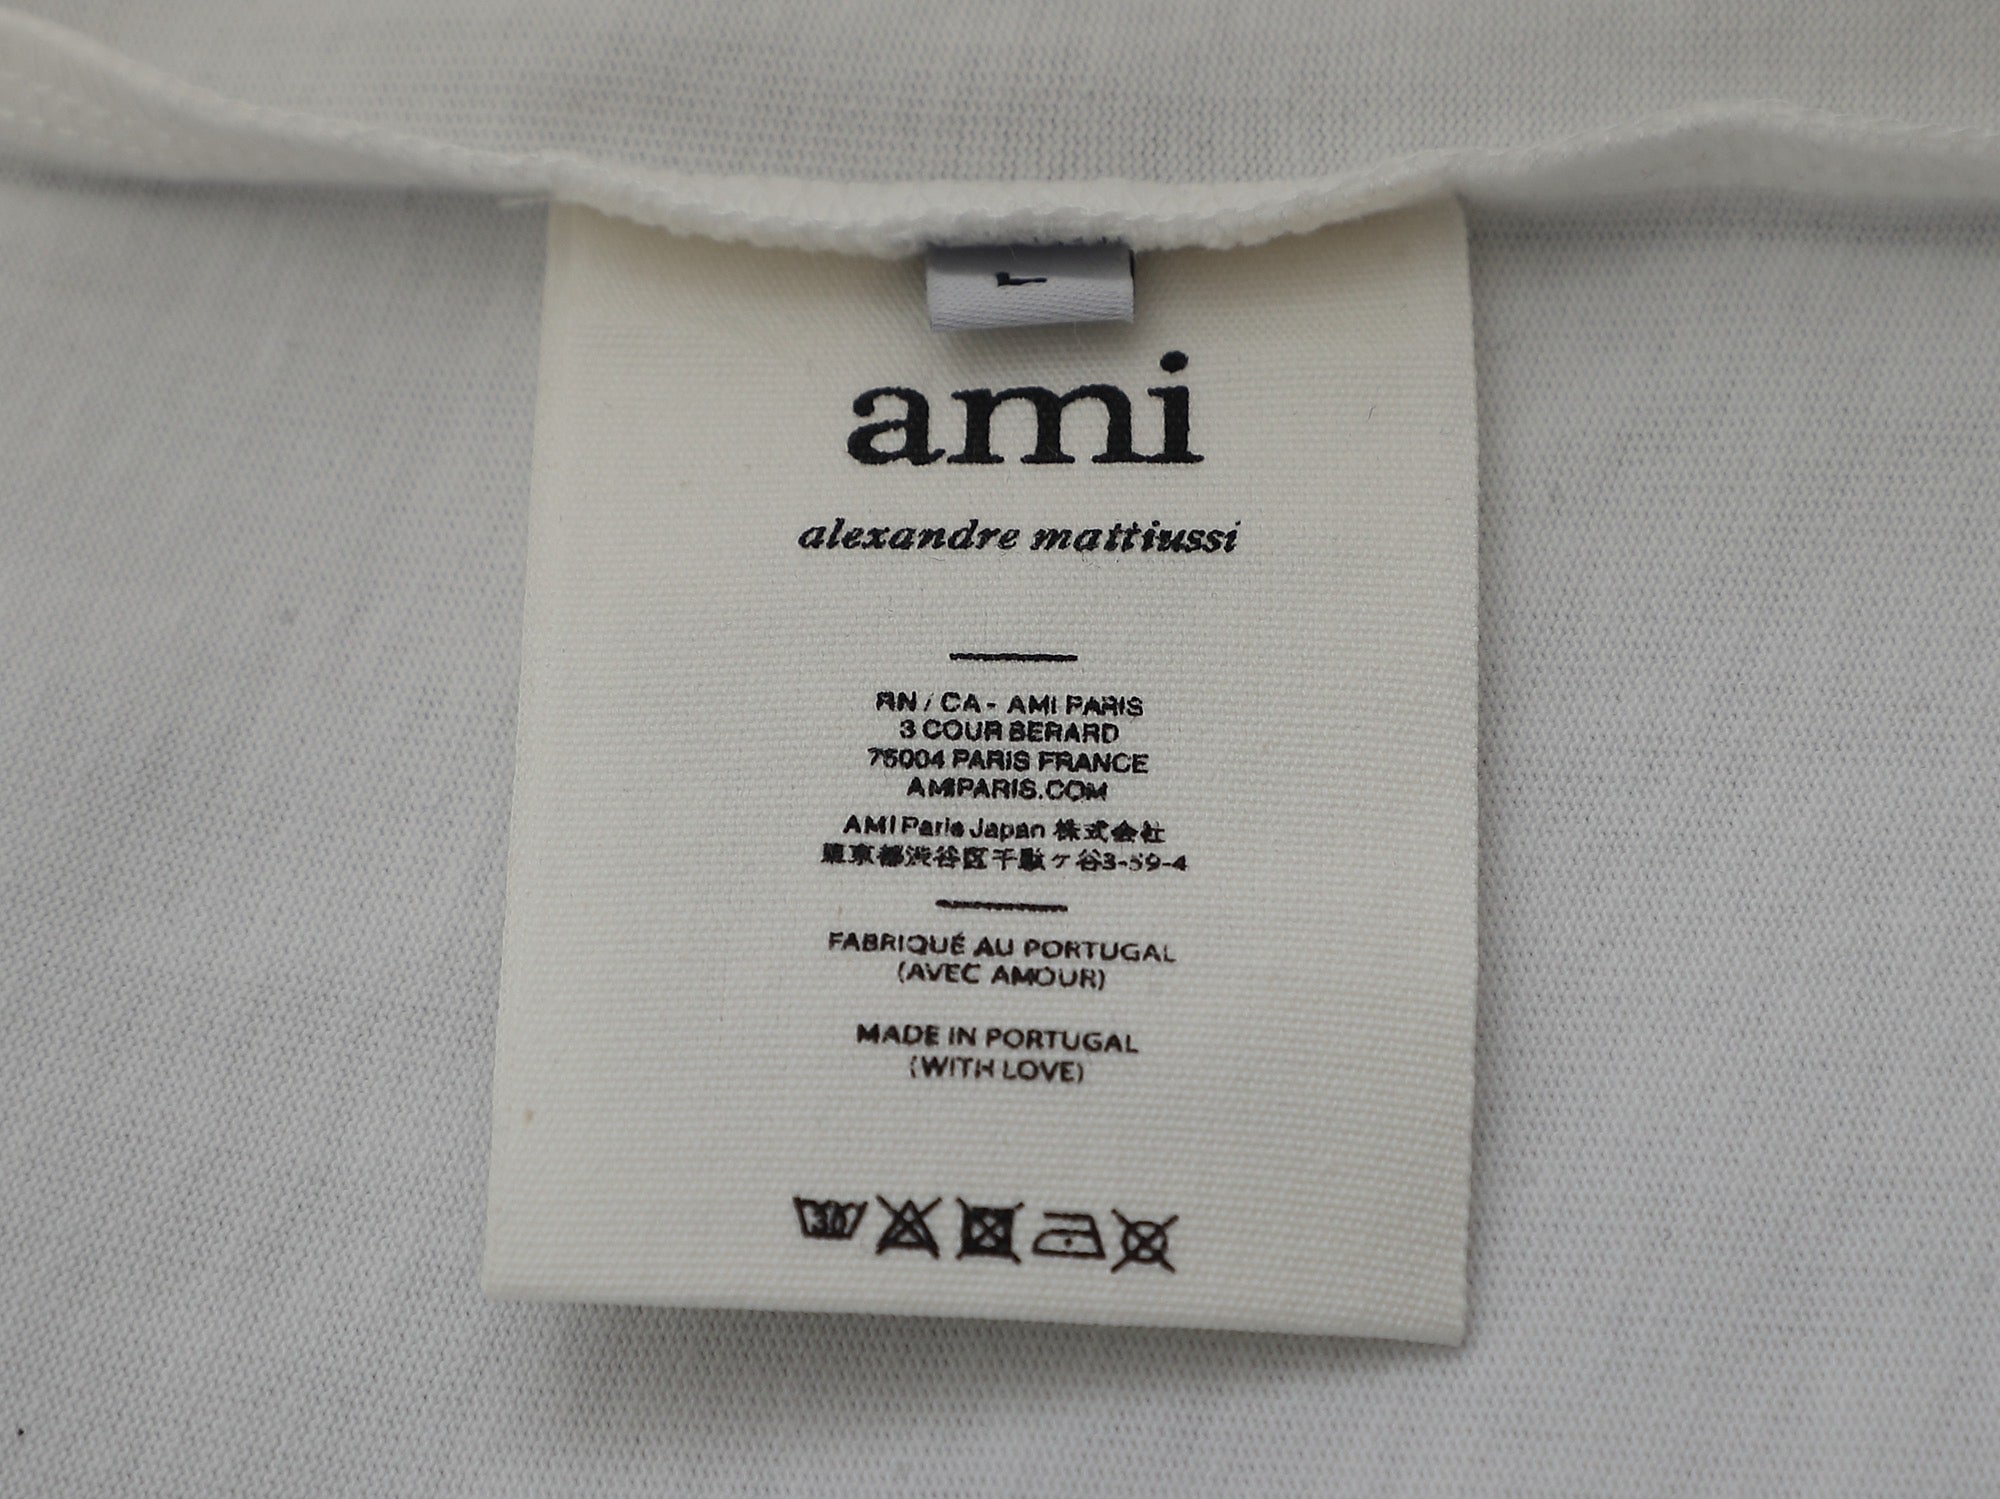 L
ami
alexandre mattiussi
RN / CA - AMI PARIS
3 COUR BERARD
75004 PARIS FRANCE
AMIPARIS.COM
AMI Paris Japan 株式会社
東京都渋谷区千駄ヶ谷3-59-4
FABRIQUÉ AU PORTUGAL
(AVEC AMOUR)
MADE IN PORTUGAL
(WITH LOVE)
30